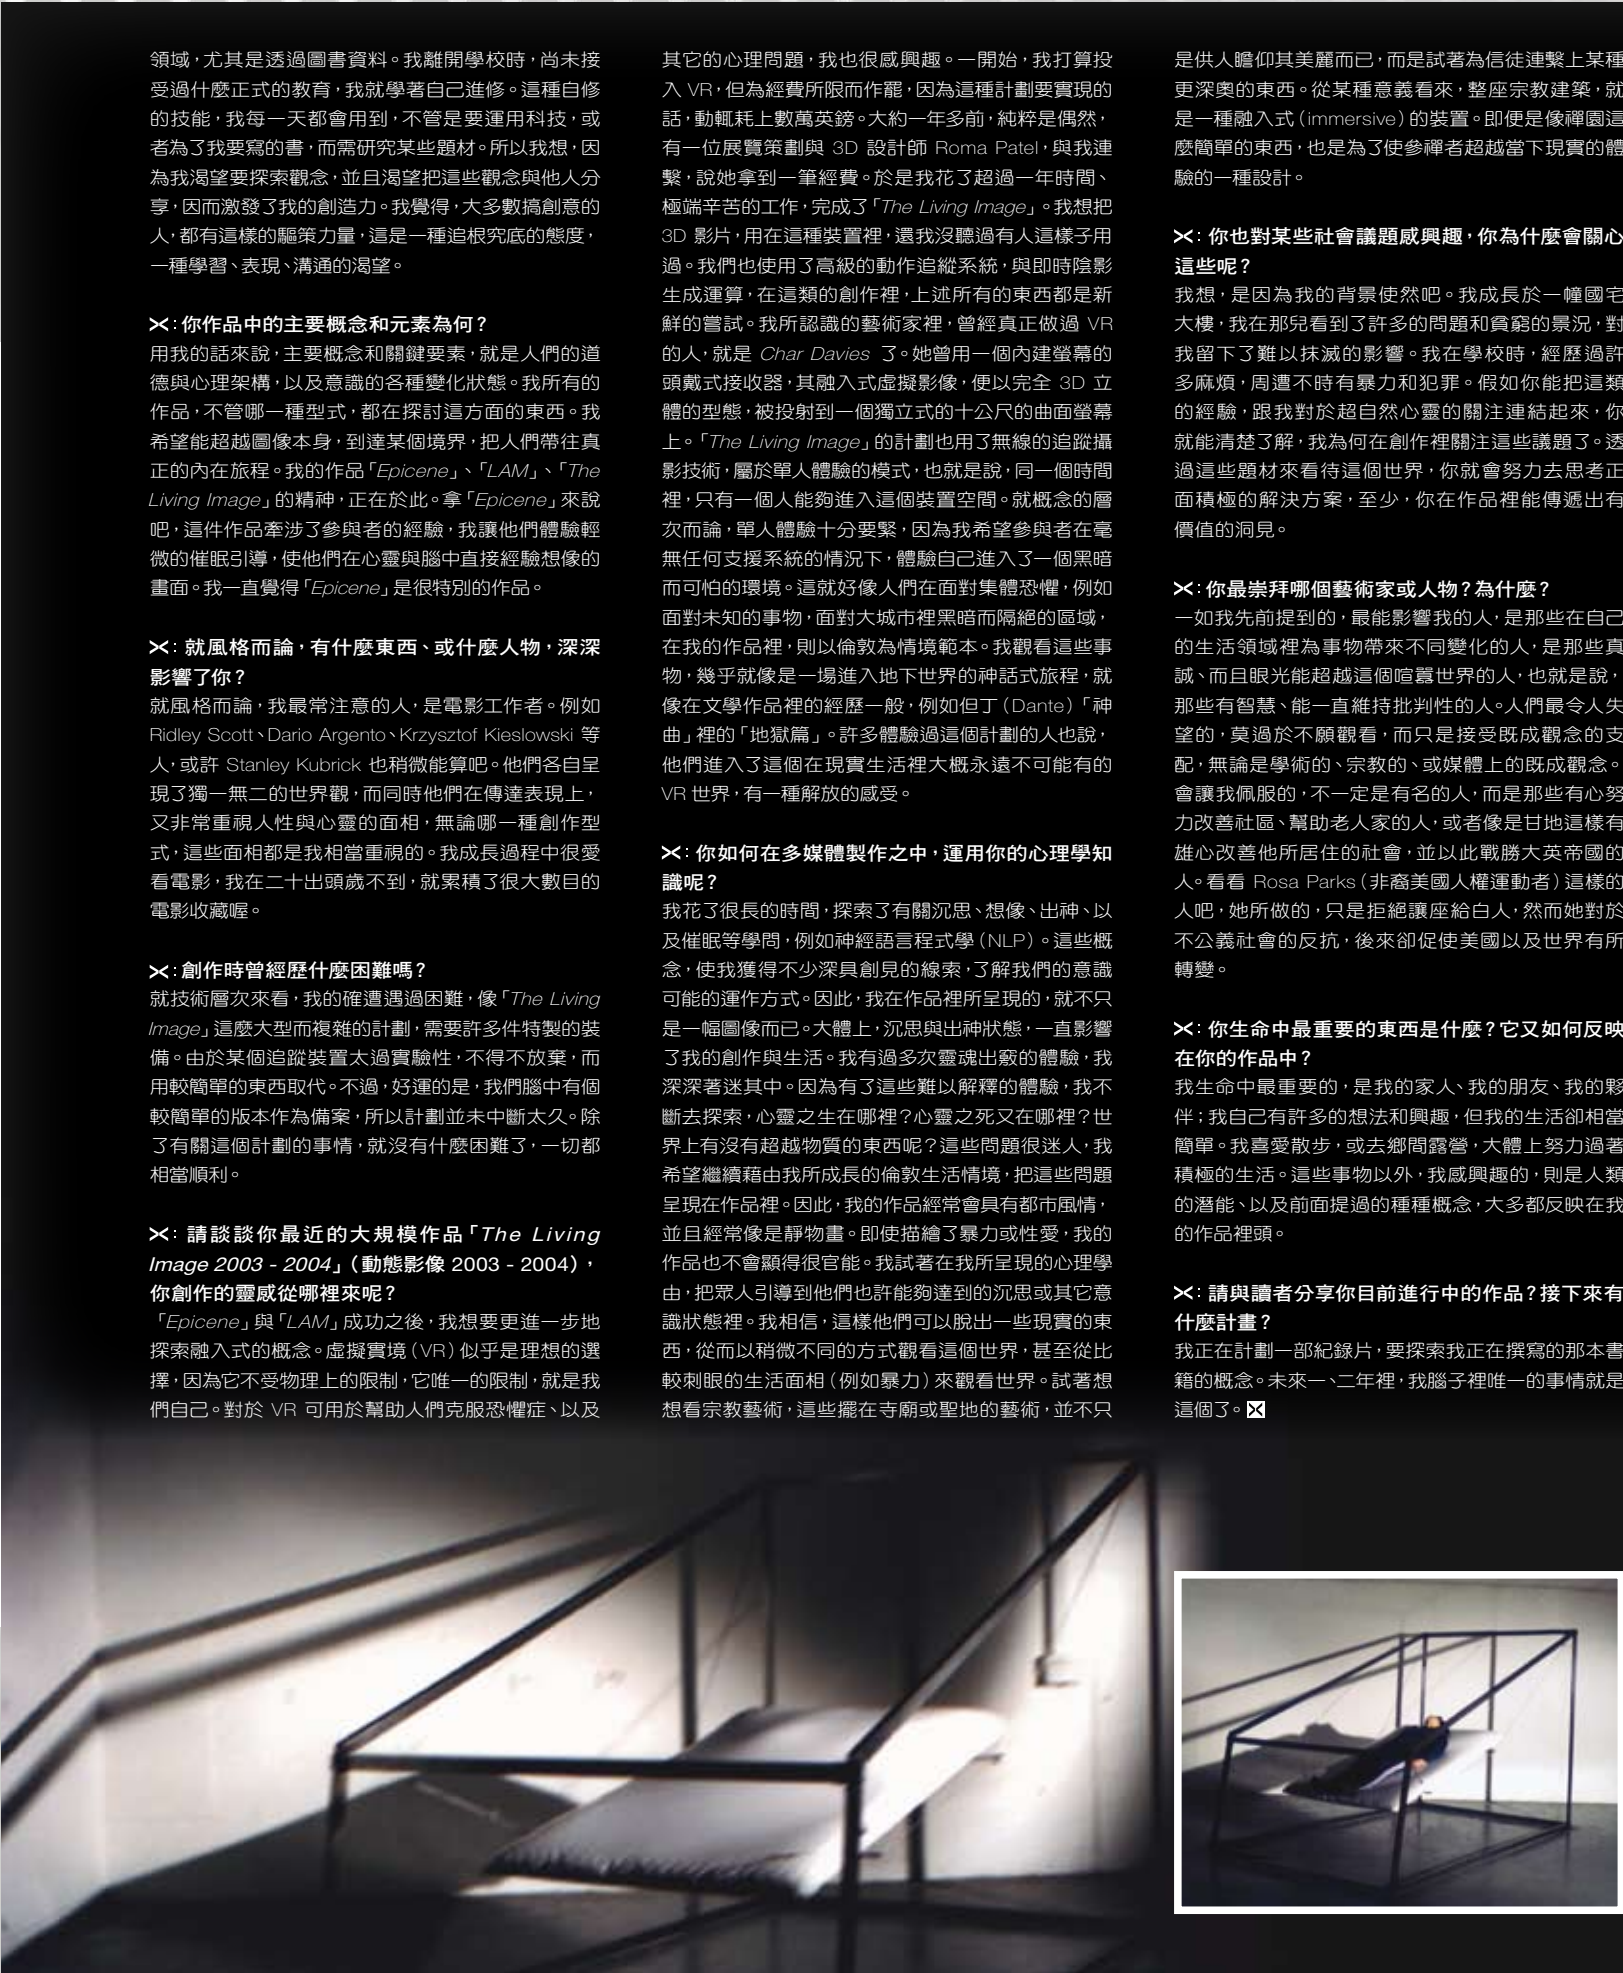 領域，尤其是透過圖書資料。我離開學校時，尚未接
受過什麼正式的教育，我就學著自己進修。這種自修
的技能，我每一天都會用到，不管是要運用科技，或
者為了我要寫的書，而需研究某些題材。所以我想，因
為我渴望要探索觀念，並且渴望把這些觀念與他人分
享，因而激發了我的創造力。我覺得，大多數搞創意的
人，都有這樣的驅策力量，這是一種追根究底的態度，
一種學習、表現、溝通的渴望。
X：你作品中的主要概念和元素為何？
用我的話來說，主要概念和關鍵要素，就是人們的道
德與心理架構，以及意識的各種變化狀態。我所有的
作品，不管哪一種型式，都在探討這方面的東西。我
希望能超越圖像本身，到達某個境界，把人們帶往真
正的內在旅程。我的作品「Epicene」、「LAM」、「The
Living Image」的精神，正在於此。拿「Epicene」來說
吧，這件作品牽涉了參與者的經驗，我讓他們體驗輕
微的催眠引導，使他們在心靈與腦中直接經驗想像的
畫面。我一直覺得「Epicene」是很特別的作品。
X：就風格而論，有什麼東西、或什麼人物，深深
影響了你？
就風格而論，我最常注意的人，是電影工作者。例如
Ridley Scott、Dario Argento、Krzysztof Kieslowski 等
人，或許 Stanley Kubrick 也稍微能算吧。他們各自呈
現了獨一無二的世界觀，而同時他們在傳達表現上，
又非常重視人性與心靈的面相，無論哪一種創作型
式，這些面相都是我相當重視的。我成長過程中很愛
看電影，我在二十出頭歲不到，就累積了很大數目的
電影收藏喔。
X：創作時曾經歷什麼困難嗎？
就技術層次來看，我的確遭遇過困難，像「The Living
Image」這麼大型而複雜的計劃，需要許多件特製的裝
備。由於某個追蹤裝置太過實驗性，不得不放棄，而
用較簡單的東西取代。不過，好運的是，我們腦中有個
較簡單的版本作為備案，所以計劃並未中斷太久。除
了有關這個計劃的事情，就沒有什麼困難了，一切都
相當順利。
X：請談談你最近的大規模作品「The Living
Image 2003 - 2004」（動態影像 2003 - 2004），
你創作的靈感從哪裡來呢？
「Epicene」與「LAM」成功之後，我想要更進一步地
探索融入式的概念。虛擬實境（VR）似乎是理想的選
擇，因為它不受物理上的限制，它唯一的限制，就是我
們自己。對於 VR 可用於幫助人們克服恐懼症、以及
其它的心理問題，我也很感興趣。一開始，我打算投
入 VR，但為經費所限而作罷，因為這種計劃要實現的
話，動輒耗上數萬英鎊。大約一年多前，純粹是偶然，
有一位展覽策劃與 3D 設計師 Roma Patel，與我連
繫，說她拿到一筆經費。於是我花了超過一年時間、
極端辛苦的工作，完成了「The Living Image」。我想把
3D 影片，用在這種裝置裡，還我沒聽過有人這樣子用
過。我們也使用了高級的動作追縱系統，與即時陰影
生成運算，在這類的創作裡，上述所有的東西都是新
鮮的嘗試。我所認識的藝術家裡，曾經真正做過 VR
的人，就是 Char Davies 了。她曾用一個內建螢幕的
頭戴式接收器，其融入式虛擬影像，便以完全 3D 立
體的型態，被投射到一個獨立式的十公尺的曲面螢幕
上。「The Living Image」的計劃也用了無線的追蹤攝
影技術，屬於單人體驗的模式，也就是說，同一個時間
裡，只有一個人能夠進入這個裝置空間。就概念的層
次而論，單人體驗十分要緊，因為我希望參與者在毫
無任何支援系統的情況下，體驗自己進入了一個黑暗
而可怕的環境。這就好像人們在面對集體恐懼，例如
面對未知的事物，面對大城市裡黑暗而隔絕的區域，
在我的作品裡，則以倫敦為情境範本。我觀看這些事
物，幾乎就像是一場進入地下世界的神話式旅程，就
像在文學作品裡的經歷一般，例如但丁（Dante）「神
曲」裡的「地獄篇」。許多體驗過這個計劃的人也說，
他們進入了這個在現實生活裡大概永遠不可能有的
VR 世界，有一種解放的感受。
X：你如何在多媒體製作之中，運用你的心理學知
識呢？
我花了很長的時間，探索了有關沉思、想像、出神、以
及催眠等學問，例如神經語言程式學（NLP）。這些概
念，使我獲得不少深具創見的線索，了解我們的意識
可能的運作方式。因此，我在作品裡所呈現的，就不只
是一幅圖像而已。大體上，沉思與出神狀態，一直影響
了我的創作與生活。我有過多次靈魂出竅的體驗，我
深深著迷其中。因為有了這些難以解釋的體驗，我不
斷去探索，心靈之生在哪裡？心靈之死又在哪裡？世
界上有沒有超越物質的東西呢？這些問題很迷人，我
希望繼續藉由我所成長的倫敦生活情境，把這些問題
呈現在作品裡。因此，我的作品經常會具有都市風情，
並且經常像是靜物畫。即使描繪了暴力或性愛，我的
作品也不會顯得很官能。我試著在我所呈現的心理學
由，把眾人引導到他們也許能夠達到的沉思或其它意
識狀態裡。我相信，這樣他們可以脫出一些現實的東
西，從而以稍微不同的方式觀看這個世界，甚至從比
較刺眼的生活面相（例如暴力）來觀看世界。試著想
想看宗教藝術，這些擺在寺廟或聖地的藝術，並不只
是供人瞻仰其美麗而已，而是試著為信徒連繫上某種
更深奧的東西。從某種意義看來，整座宗教建築，就
是一種融入式（immersive）的裝置。即便是像禪園這
麼簡單的東西，也是為了使參禪者超越當下現實的體
驗的一種設計。
X：你也對某些社會議題感興趣，你為什麼會關心
這些呢？
我想，是因為我的背景使然吧。我成長於一幢國宅
大樓，我在那兒看到了許多的問題和貧窮的景況，對
我留下了難以抹滅的影響。我在學校時，經歷過許
多麻煩，周遭不時有暴力和犯罪。假如你能把這類
的經驗，跟我對於超自然心靈的關注連結起來，你
就能清楚了解，我為何在創作裡關注這些議題了。透
過這些題材來看待這個世界，你就會努力去思考正
面積極的解決方案，至少，你在作品裡能傳遞出有
價值的洞見。
X：你最崇拜哪個藝術家或人物？為什麼？
一如我先前提到的，最能影響我的人，是那些在自己
的生活領域裡為事物帶來不同變化的人，是那些真
誠、而且眼光能超越這個喧囂世界的人，也就是說，
那些有智慧、能一直維持批判性的人。人們最令人失
望的，莫過於不願觀看，而只是接受既成觀念的支
配，無論是學術的、宗教的、或媒體上的既成觀念。
會讓我佩服的，不一定是有名的人，而是那些有心努
力改善社區、幫助老人家的人，或者像是甘地這樣有
雄心改善他所居住的社會，並以此戰勝大英帝國的
人。看看 Rosa Parks（非裔美國人權運動者）這樣的
人吧，她所做的，只是拒絕讓座給白人，然而她對於
不公義社會的反抗，後來卻促使美國以及世界有所
轉變。
X：你生命中最重要的東西是什麼？它又如何反映
在你的作品中？
我生命中最重要的，是我的家人、我的朋友、我的夥
伴；我自己有許多的想法和興趣，但我的生活卻相當
簡單。我喜愛散步，或去鄉間露營，大體上努力過著
積極的生活。這些事物以外，我感興趣的，則是人類
的潛能、以及前面提過的種種概念，大多都反映在我
的作品裡頭。
X：請與讀者分享你目前進行中的作品？接下來有
什麼計畫？
我正在計劃一部紀錄片，要探索我正在撰寫的那本書
籍的概念。未來一、二年裡，我腦子裡唯一的事情就是
這個了。X